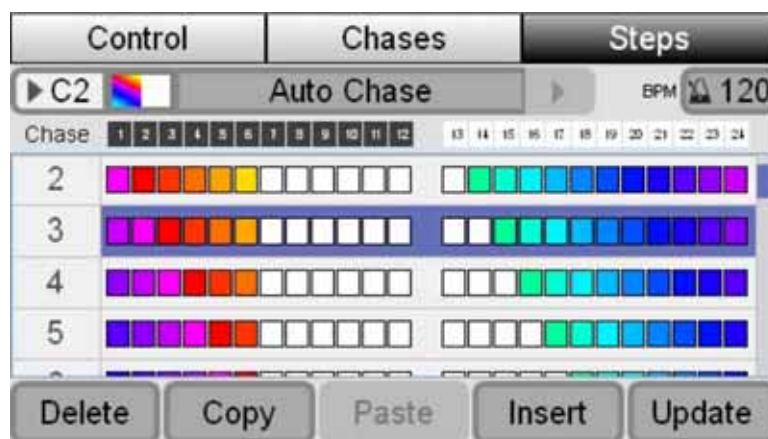 Control Chases Steps
C2 Auto Chase BPM 120
Chase 1 2 3 4 5 6 7 8 9 10 11 12 13 14 15 16 17 18 19 20 21 22 23 24
2
3
4
5
Delete Copy Paste Insert Update